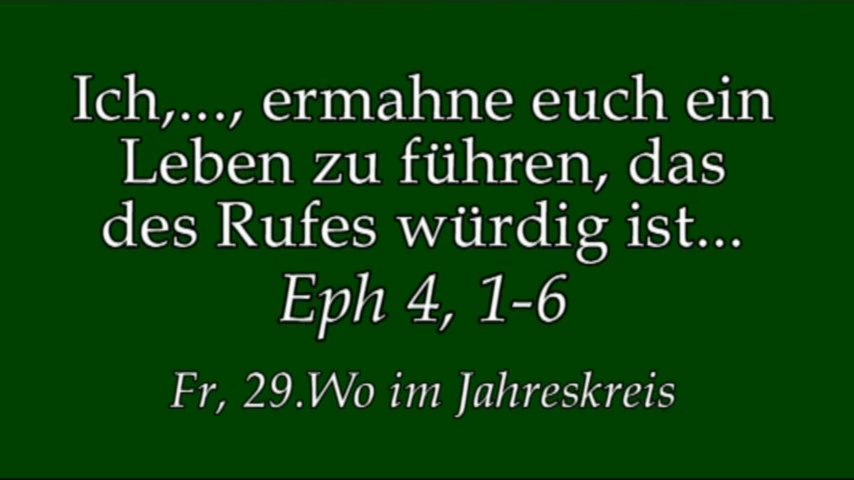 Ich,..., ermahne euch ein
Leben zu führen, das
des Rufes würdig ist...
Eph 4, 1-6
Fr, 29.Wo im Jahreskreis